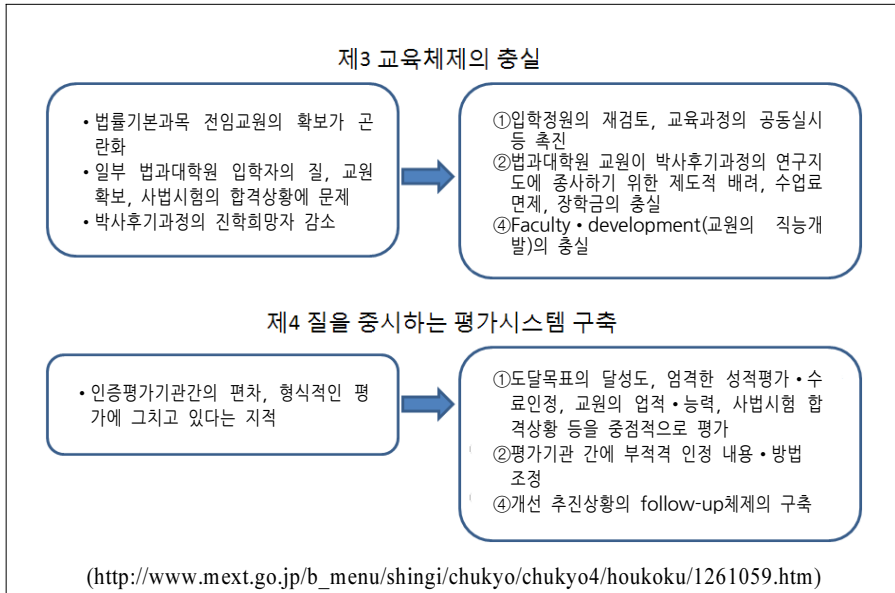 제3 교육체제의 충실
• 법률기본과목 전임교원의 확보가 곤
란화
• 일부 법과대학원 입학자의 질, 교원
확보, 사법시험의 합격상황에 문제
• 박사후기과정의 진학희망자 감소
①입학정원의 재검토, 교육과정의 공동실시
등 촉진
②법과대학원 교원이 박사후기과정의 연구지
도에 종사하기 위한 제도적 배려, 수업료
면제, 장학금의 충실
④Faculty • development(교원의 직능개
발)의 충실
제4 질을 중시하는 평가시스템 구축
• 인증평가기관간의 편차, 형식적인 평
가에 그치고 있다는 지적
①도달목표의 달성도, 엄격한 성적평가 • 수
료인정, 교원의 업적 • 능력, 사법시험 합
격상황 등을 중점적으로 평가
②평가기관 간에 부적격 인정 내용 • 방법
조정
④개선 추진상황의 follow-up체제의 구축
(http://www.mext.go.jp/b_menu/shingi/chukyo/chukyo4/houkoku/1261059.htm)